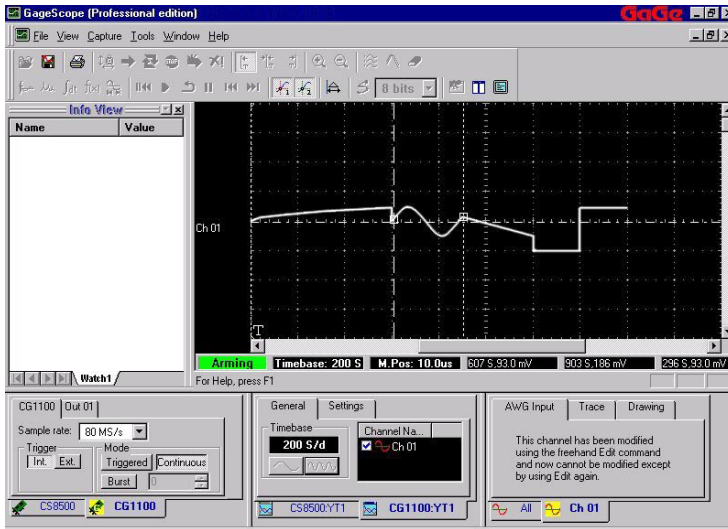 GageScope (Professional edition)
GaGe
File View Capture Tools Window Help
8 bits
Info View
Name Value
Ch 01
T
Watch1
Arming Timebase: 200 S M.Pos: 10.0us 607 S,93.0 mV 903 S,186 mV 296 S,93.0 mV
For Help, press F1
CG1100 Out 01
Sample rate: 80 MS/s
Trigger
Int. Ext.
Mode
Triggered Continuous
Burst 0
CS8500 CG1100
General Settings
Timebase
200 S/d
Channel Na...
Ch 01
CS8500:YT1 CG1100:YT1
AWG Input Trace Drawing
This channel has been modified
using the freehand Edit command
and now cannot be modified except
by using Edit again.
All Ch 01